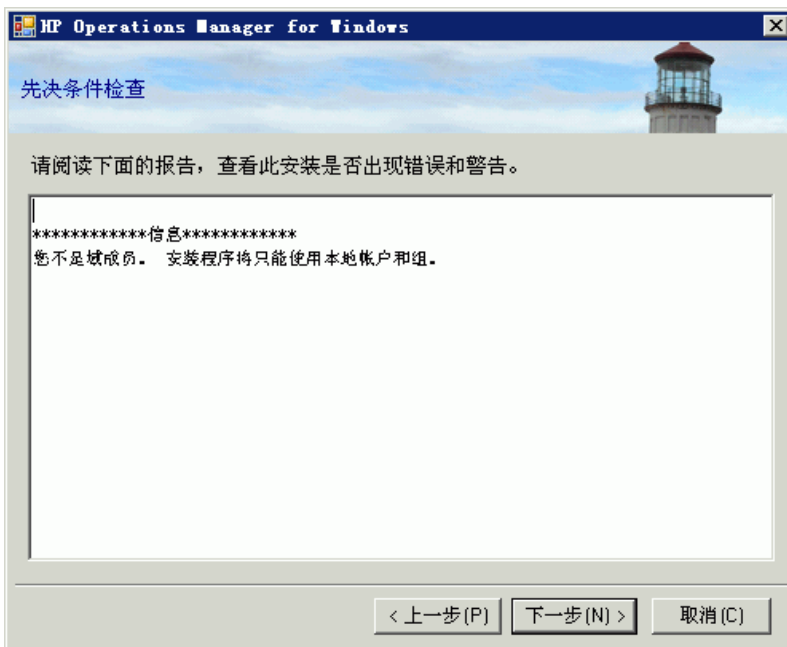 HP Operations Manager for Windows
先决条件检查
请阅读下面的报告，查看此安装是否出现错误和警告。
************信息************
您不是域成员。 安装程序将只能使用本地帐户和组。
< 上一步(P)
下一步(N) >
取消(C)